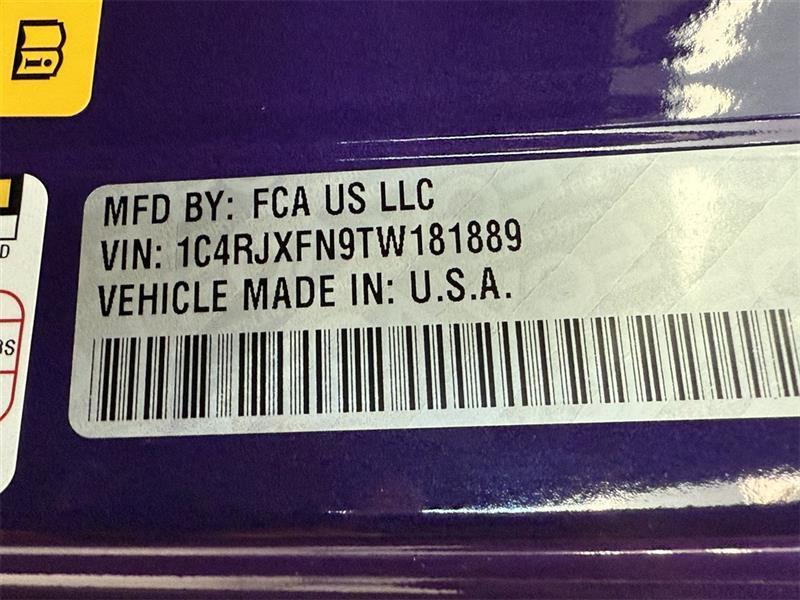 MFD BY: FCA US LLC
VIN: 1C4RJXFN9TW181889
VEHICLE MADE IN: U.S.A.